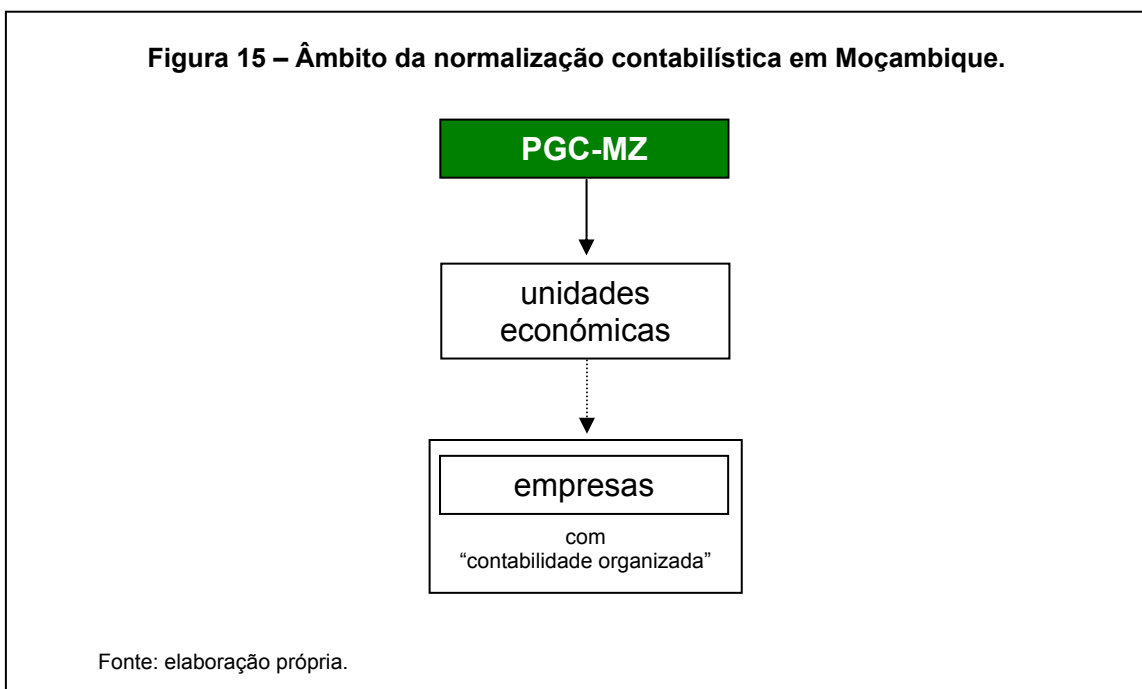 Figura 15 – Âmbito da normalização contabilística em Moçambique.
PGC-MZ
unidades
económicas
empresas
com
“contabilidade organizada”
Fonte: elaboração própria.